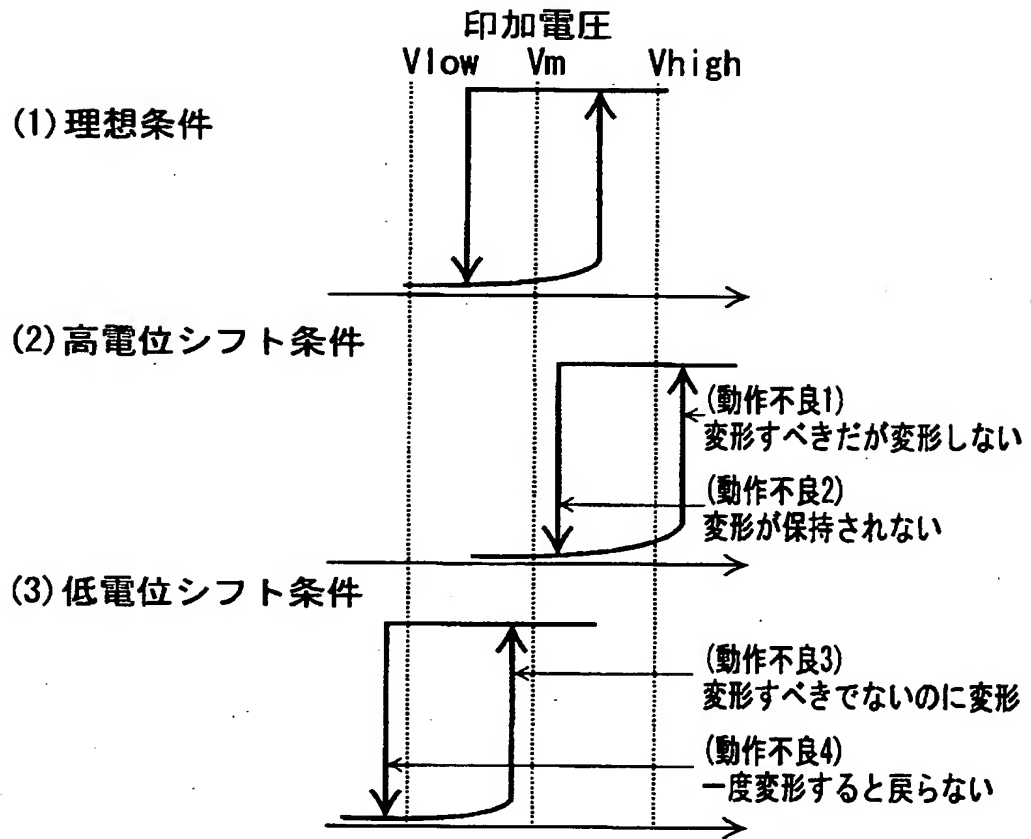 印加電圧
Vlow Vm Vhigh
(1)理想条件
(2)高電位シフト条件
(動作不良1)
変形すべきだが変形しない
(動作不良2)
変形が保持されない
(3)低電位シフト条件
(動作不良3)
変形すべきでないのに変形
(動作不良4)
一度変形すると戻らない